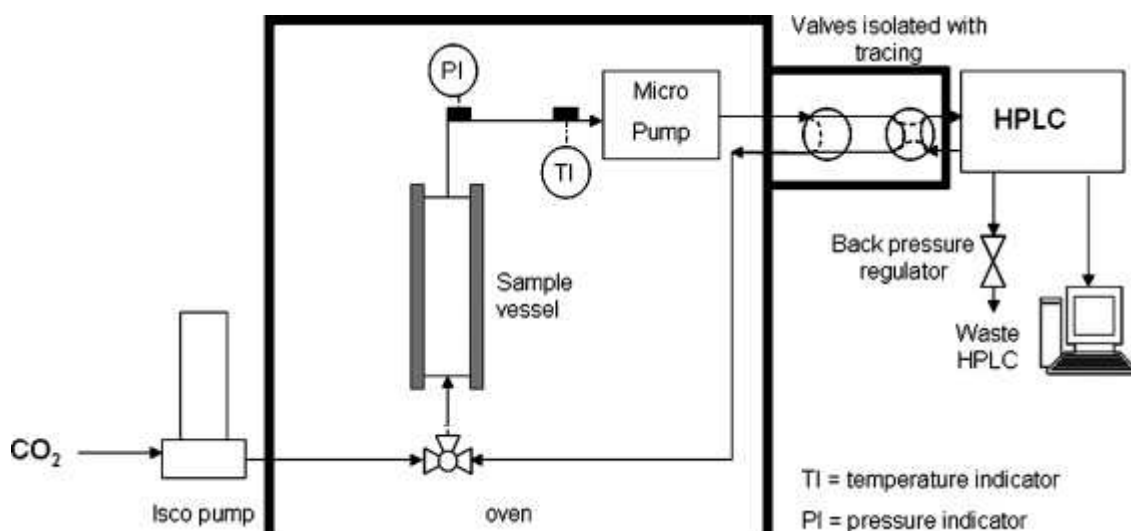 Valves isolated with
tracing
PI
Micro
Pump
HPLC
TI
Back pressure
regulator
Sample
vessel
Waste
HPLC
CO₂
TI = temperature indicator
Isco pump
oven
PI = pressure indicator